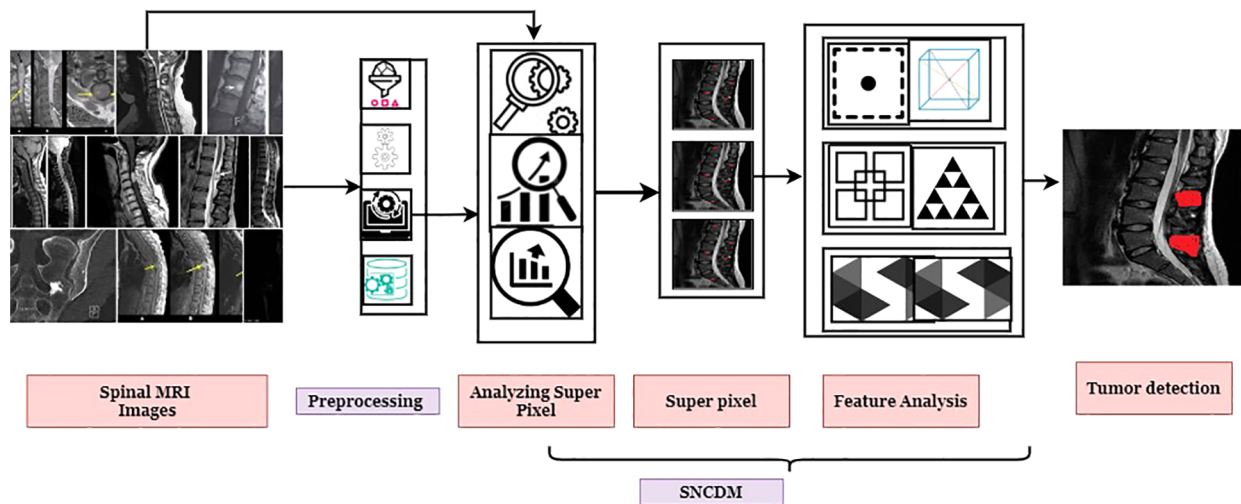 Spinal MRI
Images
Preprocessing
Analyzing Super
Pixel
Super pixel
Feature Analysis
Tumor detection
SNCDM